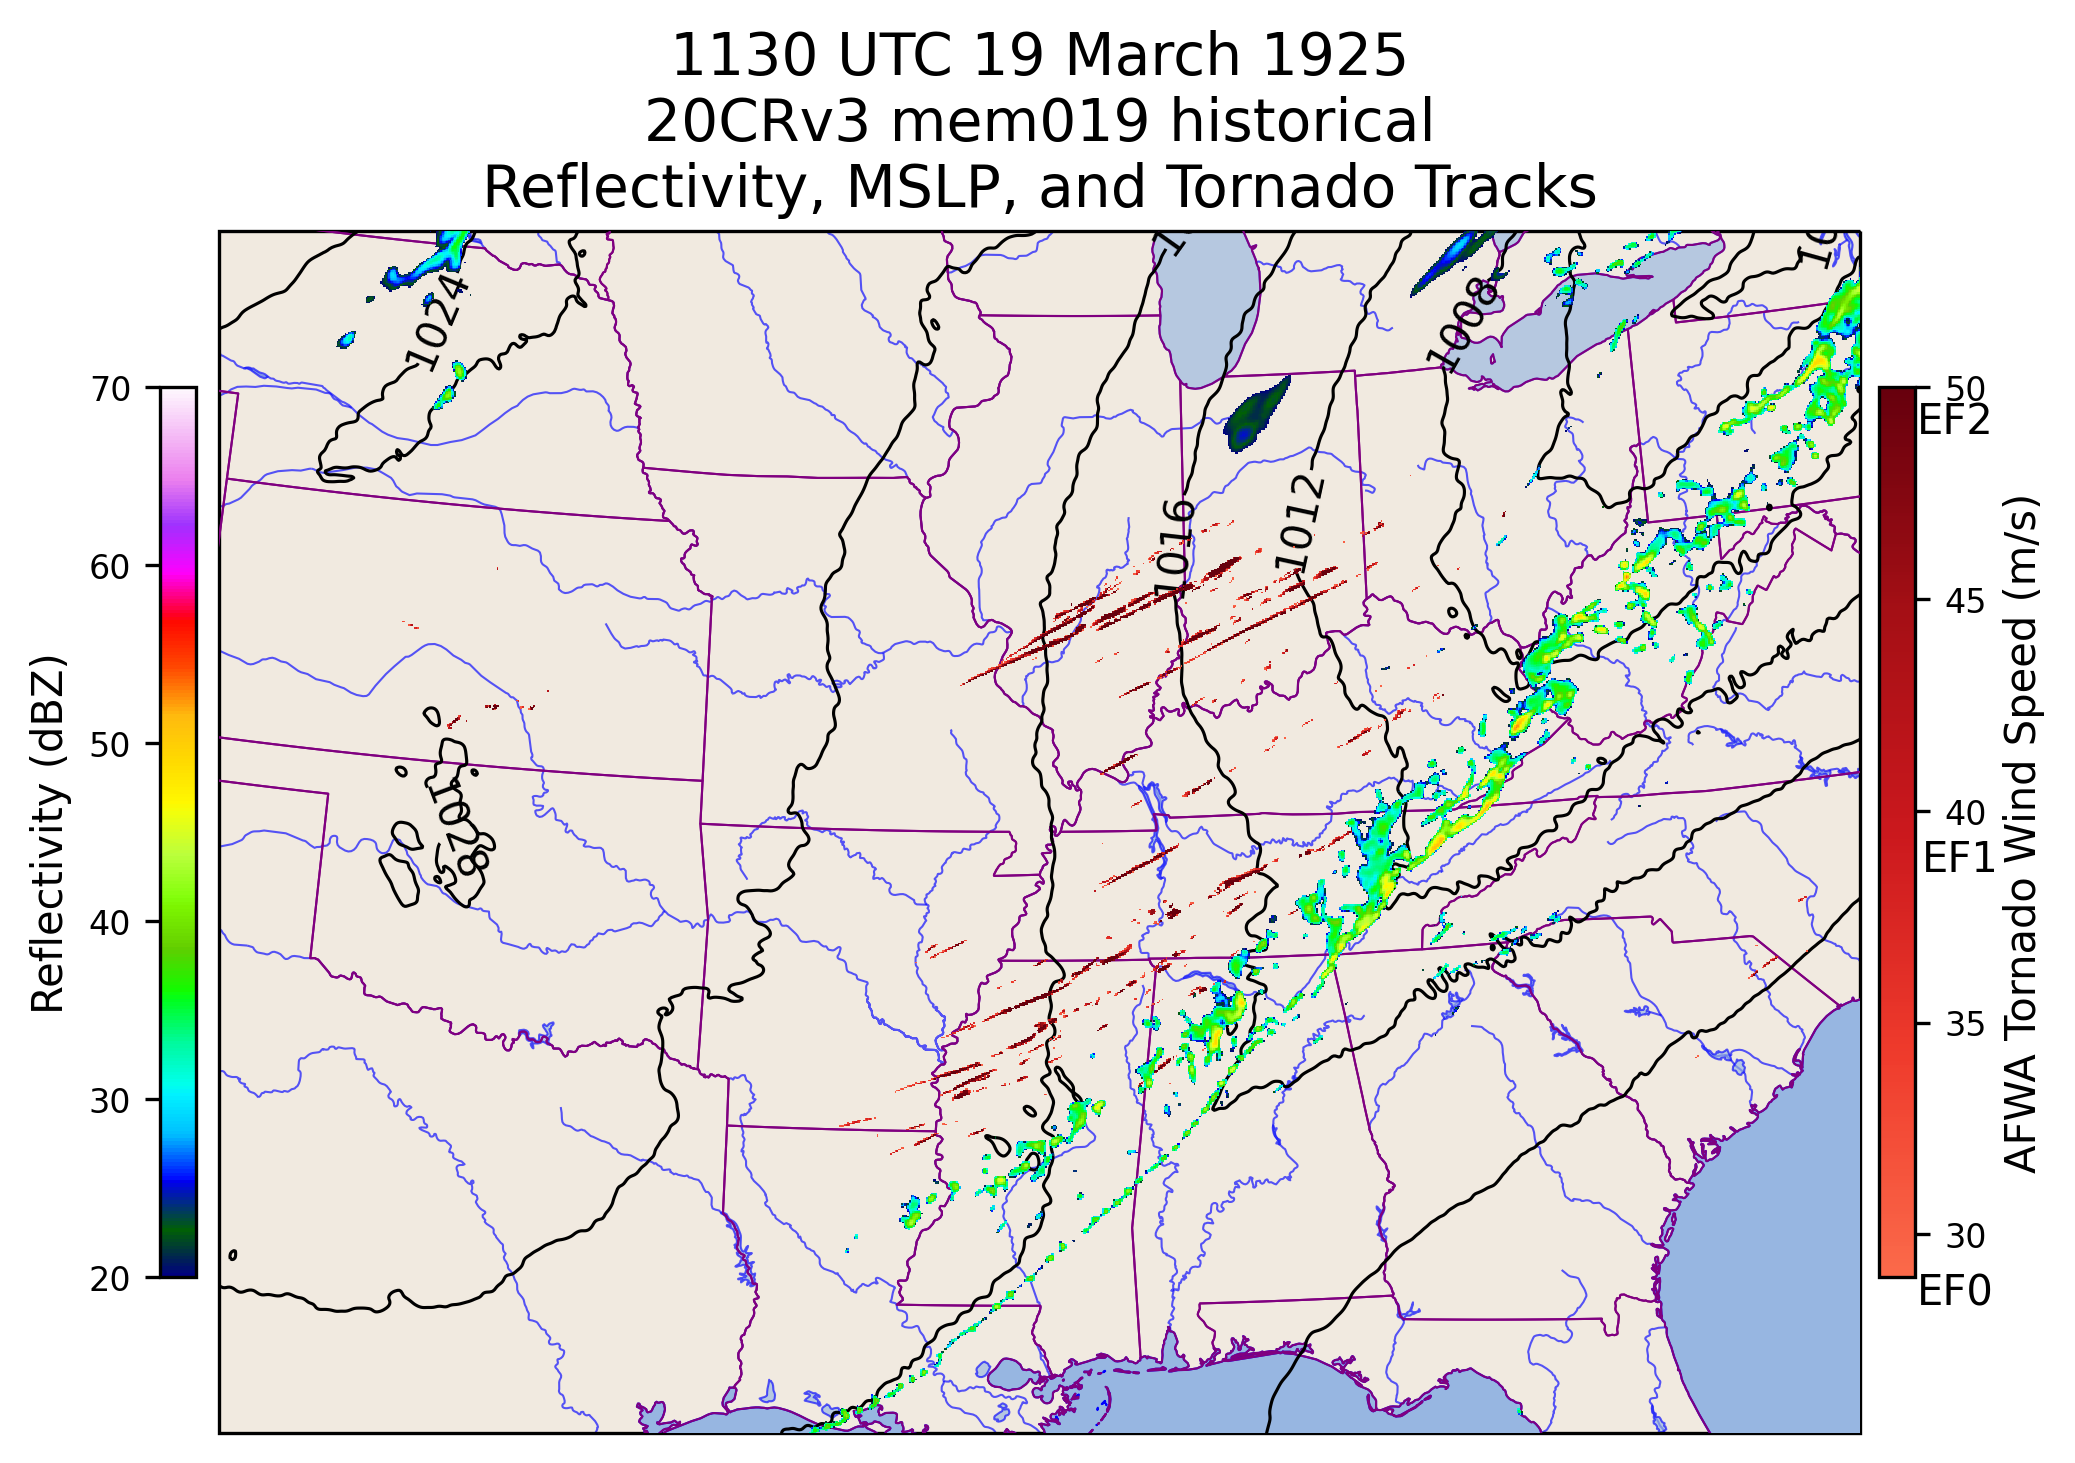 1130 UTC 19 March 1925
20CRv3 mem019 historical
Reflectivity, MSLP, and Tornado Tracks
1024
1008
1016
1012
1028
70
60
50
40
30
20
Reflectivity (dBZ)
50
EF2
45
40
EF1
35
30
EF0
AFWA Tornado Wind Speed (m/s)